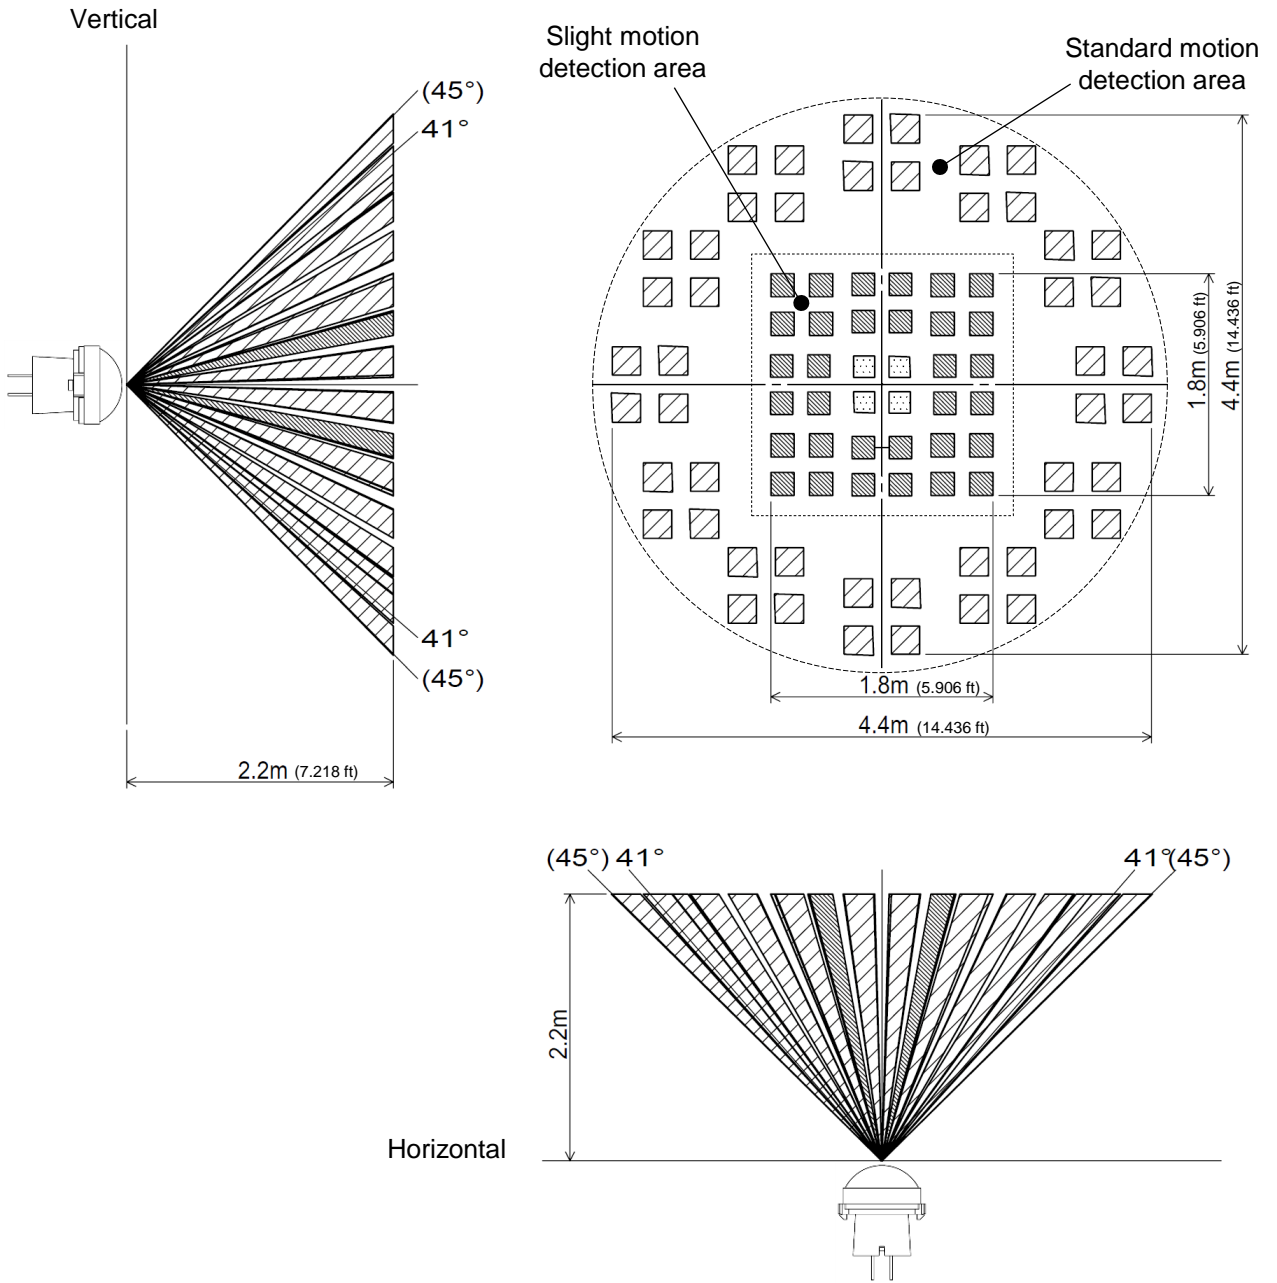 Vertical
Slight motion
detection area
Standard motion
detection area
(45°)
41°
1.8m (5.906 ft)
4.4m (14.436 ft)
41°
(45°)
1.8m (5.906 ft)
4.4m (14.436 ft)
2.2m (7.218 ft)
(45°) 41°
41° (45°)
2.2m
Horizontal